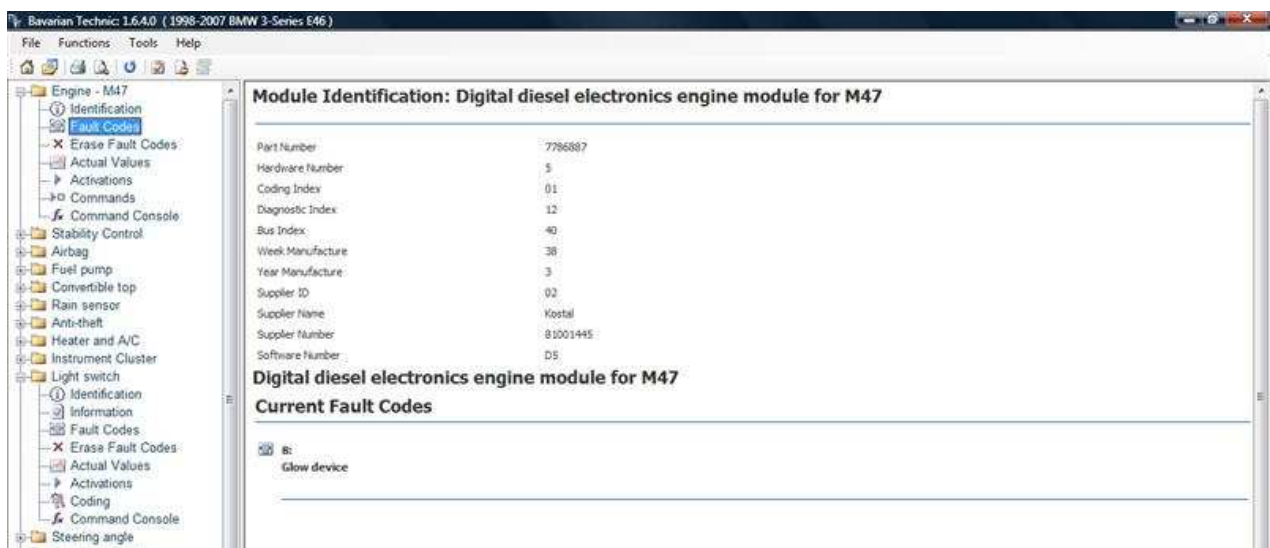 Bavarian Technic: 1.6.4.0 ( 1998-2007 BMW 3-Series E46 )
File Functions Tools Help
Engine - M47
Identification
Fault Codes
Erase Fault Codes
Actual Values
Activations
Commands
Command Console
Stability Control
Airbag
Fuel pump
Convertible top
Rain sensor
Anti-theft
Heater and A/C
Instrument Cluster
Light switch
Identification
Information
Fault Codes
Erase Fault Codes
Actual Values
Activations
Coding
Command Console
Steering angle
Module Identification: Digital diesel electronics engine module for M47
Part Number 7786887
Hardware Number 5
Coding Index 01
Diagnostic Index 12
Bus Index 40
Week Manufacture 38
Year Manufacture 3
Supplier ID 02
Supplier Name Kostal
Supplier Number 81001445
Software Number D5
Digital diesel electronics engine module for M47
Current Fault Codes
B:
Glow device